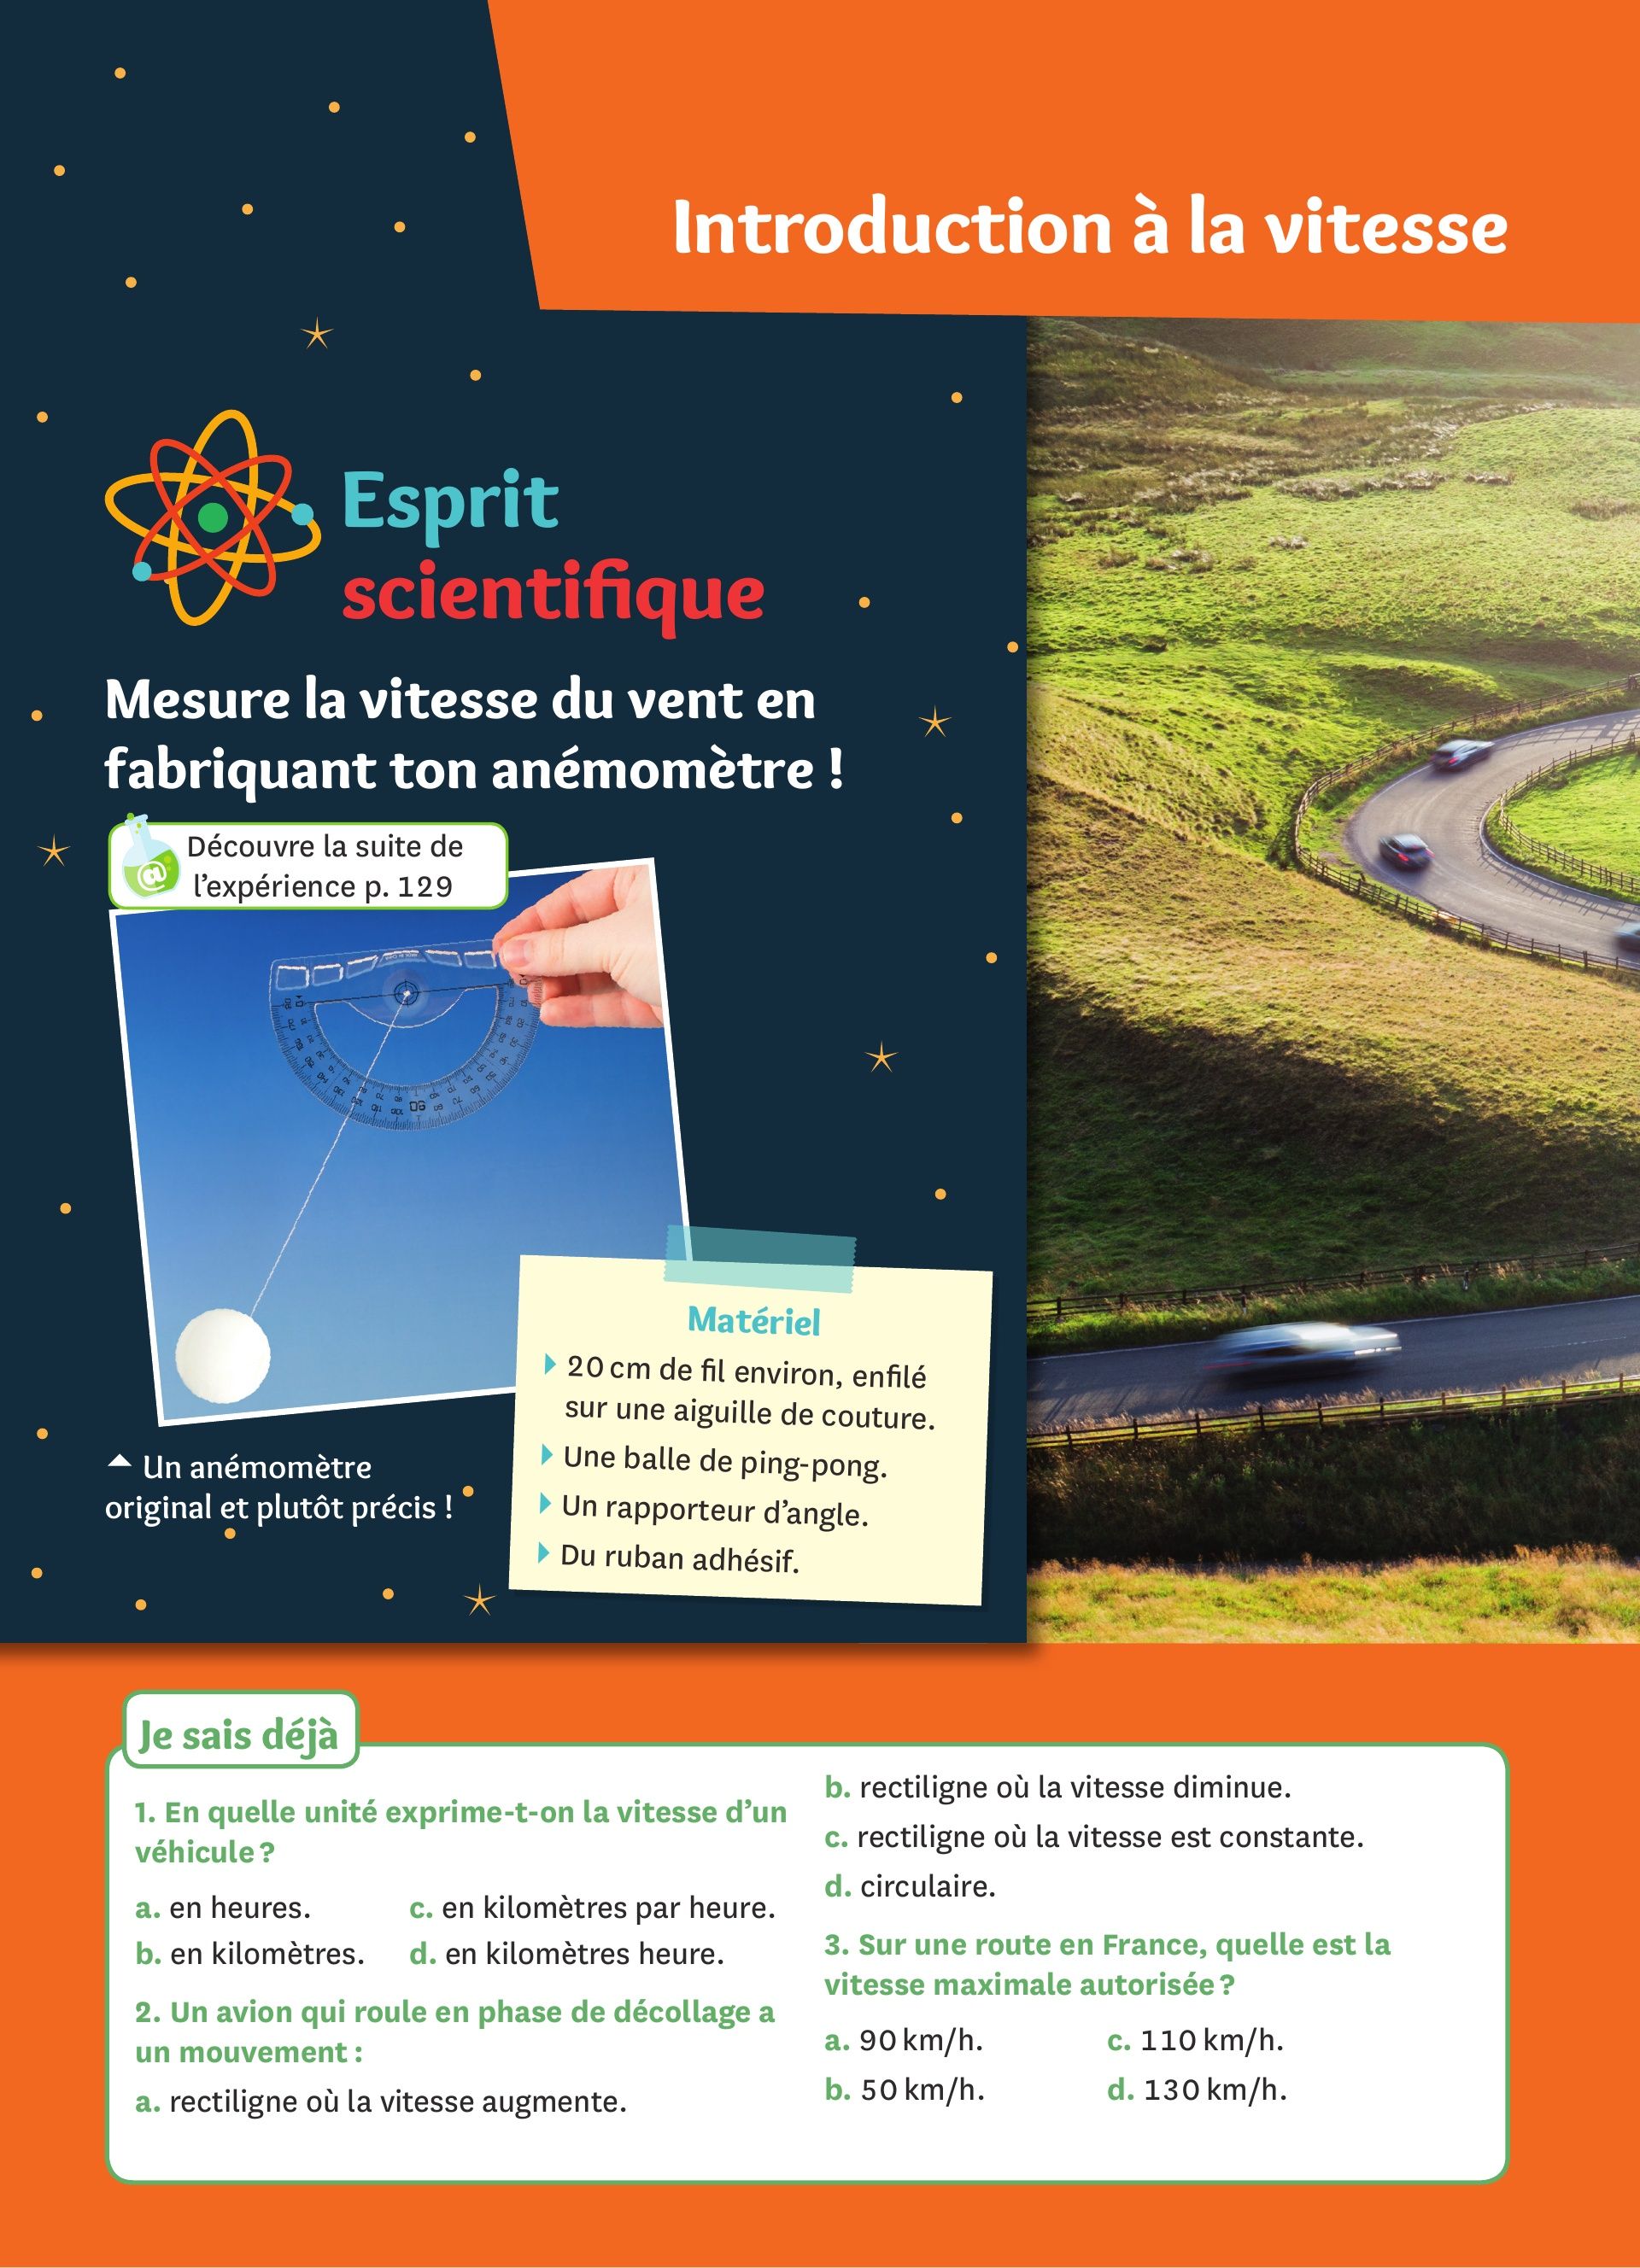 Introduction à la vitesse
Esprit
scientifique
Mesure la vitesse du vent en
fabriquant ton anémomètre !
@
Découvre la suite de
l'expérience p. 129
Matériel
20 cm de fil environ, enfilé
sur une aiguille de couture.
Une balle de ping-pong.
Un rapporteur d'angle.
Du ruban adhésif.
Un anémomètre
original et plutôt précis !
Je sais déjà
1. En quelle unité exprime-t-on la vitesse d'un
véhicule ?
a. en heures.
c. en kilomètres par heure.
b. en kilomètres.
d. en kilomètres heure.
2. Un avion qui roule en phase de décollage a
un mouvement :
a. rectiligne où la vitesse augmente.
b. rectiligne où la vitesse diminue.
c. rectiligne où la vitesse est constante.
d. circulaire.
3. Sur une route en France, quelle est la
vitesse maximale autorisée ?
a. 90 km/h.
c. 110 km/h.
b. 50 km/h.
d. 130 km/h.